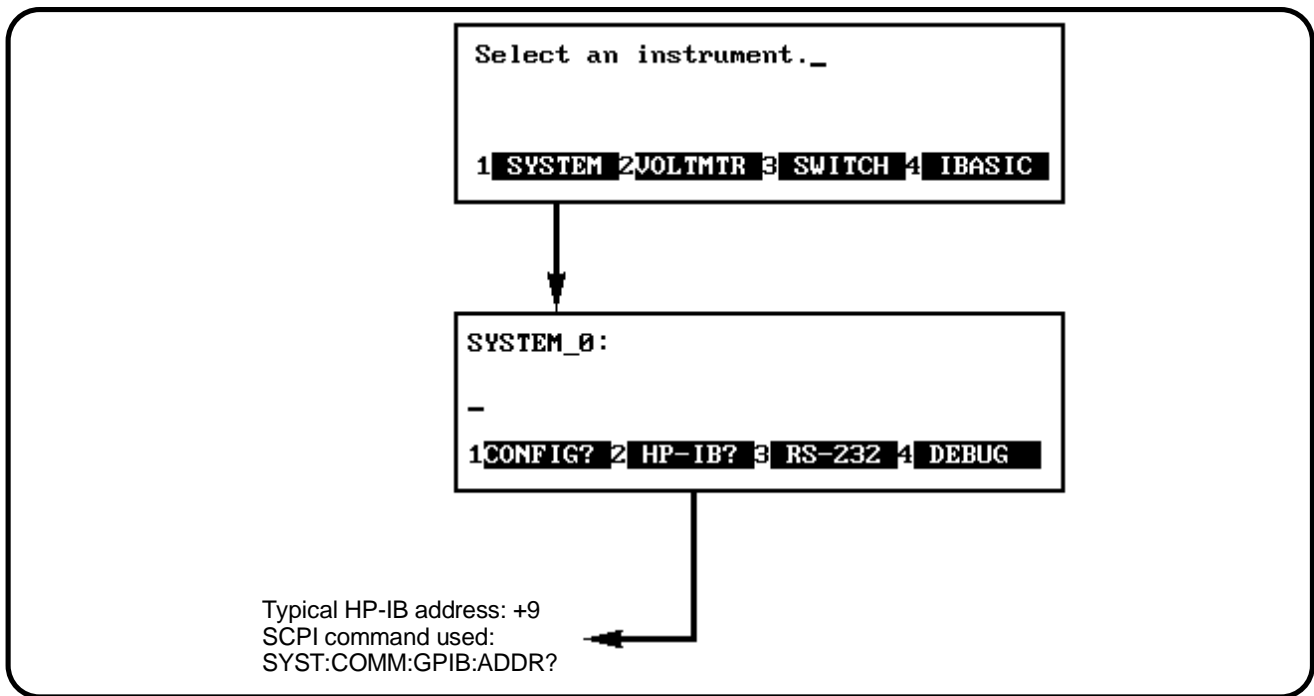 Select an instrument._
1 SYSTEM 2 VOLTMTR 3 SWITCH 4 IBASIC
SYSTEM_0:
_
1 CONFIG? 2 HP-IB? 3 RS-232 4 DEBUG
Typical HP-IB address: +9
SCPI command used:
SYST:COMM:GPIB:ADDR?